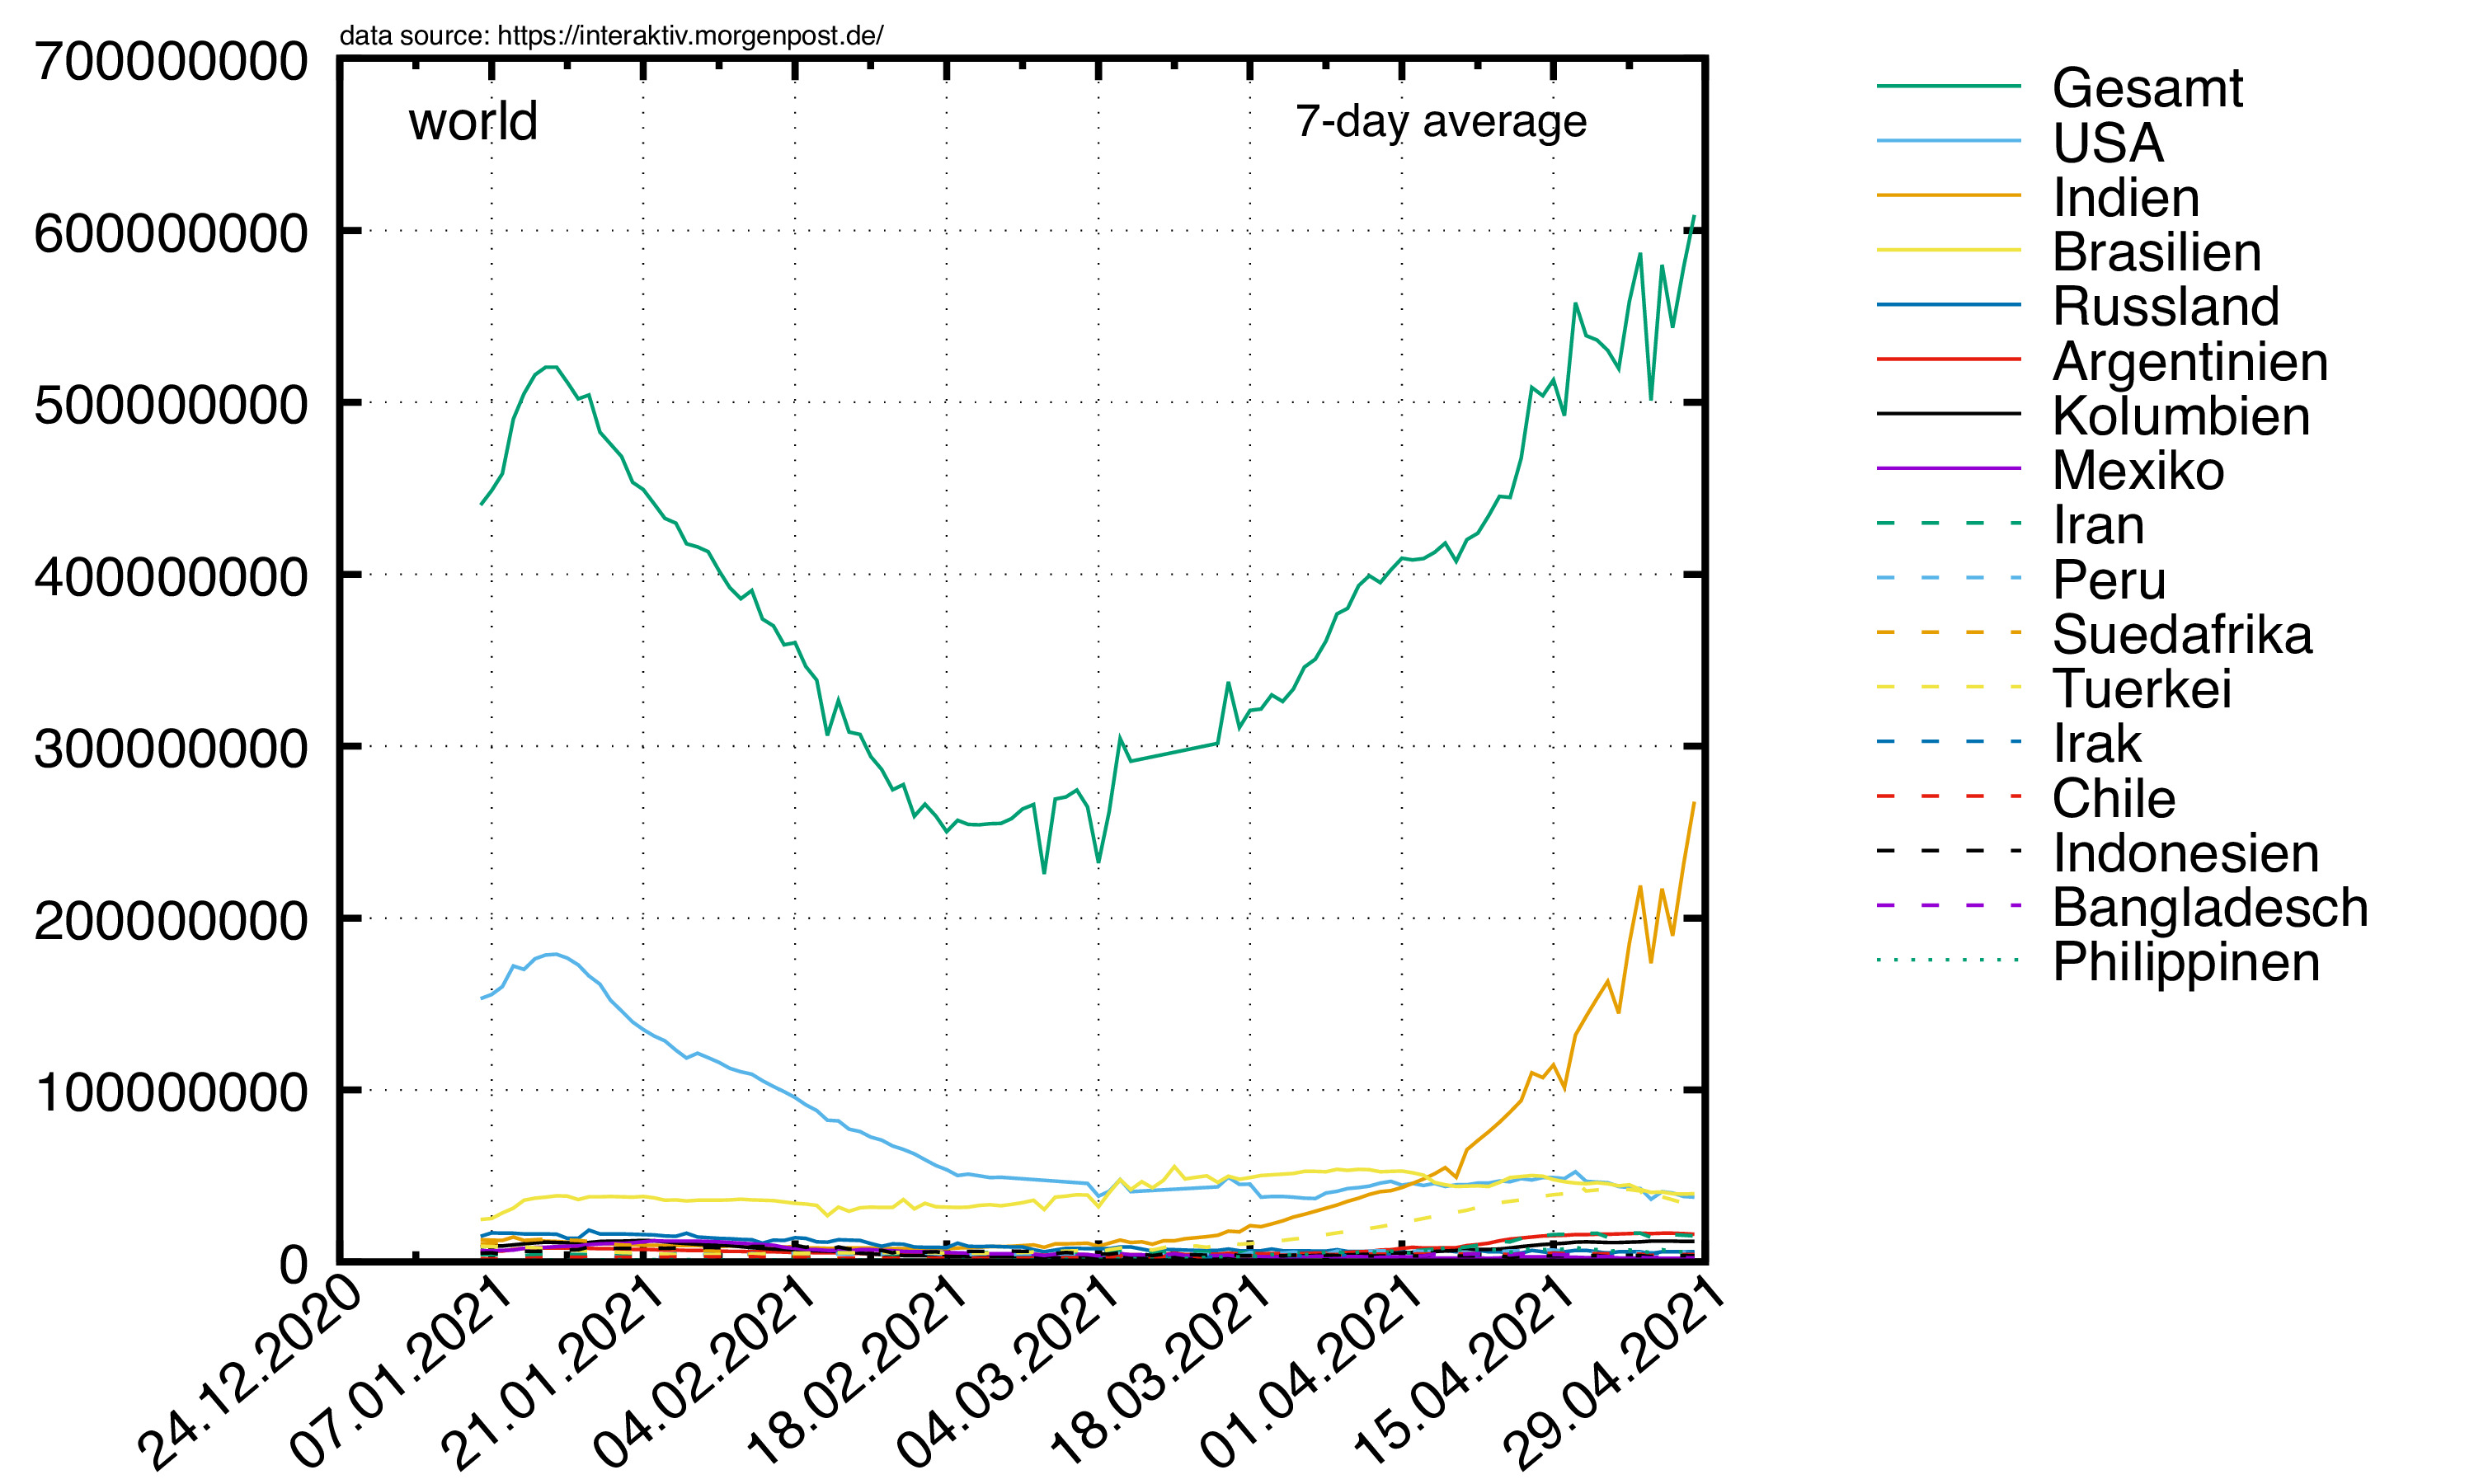 data source: https://interaktiv.morgenpost.de/
world
7-day average
700000000
600000000
500000000
400000000
300000000
200000000
100000000
0
24.12.2020
07.01.2021
21.01.2021
04.02.2021
18.02.2021
04.03.2021
18.03.2021
01.04.2021
15.04.2021
29.04.2021
Gesamt
USA
Indien
Brasilien
Russland
Argentinien
Kolumbien
Mexiko
Iran
Peru
Suedafrika
Tuerkei
Irak
Chile
Indonesien
Bangladesch
Philippinen